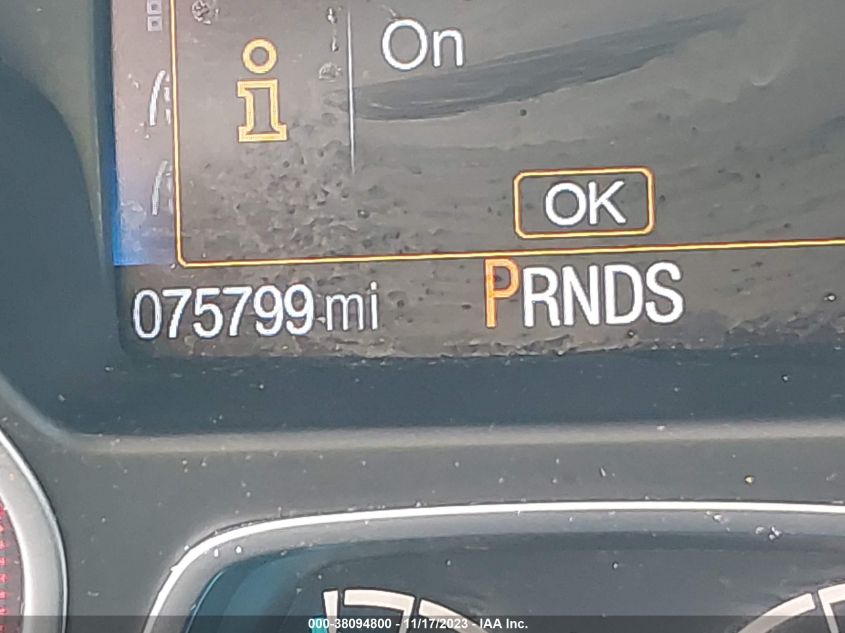 On
i
OK
075799 mi
PRNDS
000-38094800 - 11/17/2023 - IAA Inc.